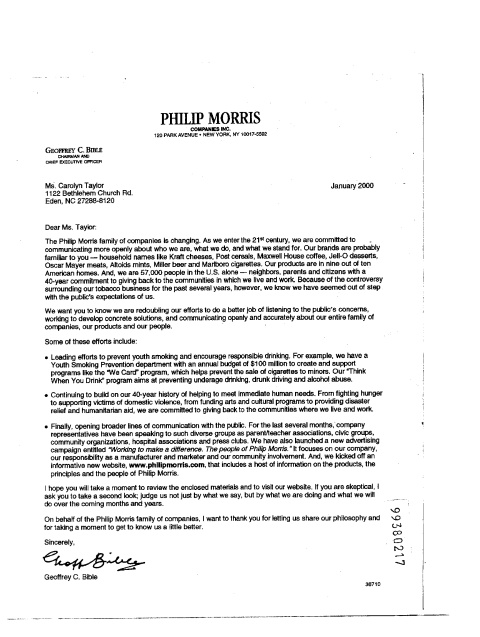 PHILIP MORRIS
COMPANIES INC.
120 PARK AVENUE • NEW YORK, NY 10017-5592
GEOFFREY C. BIBLE
CHAIRMAN AND
CHIEF EXECUTIVE OFFICER
Ms. Carolyn Taylor January 2000
1122 Bethlehem Church Rd.
Eden, NC 27288-8120
Dear Ms. Taylor:
The Philip Morris family of companies is changing. As we enter the 21st century, we are committed to
communicating more openly about who we are, what we do, and what we stand for. Our brands are probably
familiar to you — household names like Kraft cheeses, Post cereals, Maxwell House coffee, Jell-O desserts,
Oscar Mayer meats, Altoids mints, Miller beer and Marlboro cigarettes. Our products are in nine out of ten
American homes. And, we are 57,000 people in the U.S. alone — neighbors, parents and citizens with a
40-year commitment to giving back to the communities in which we live and work. Because of the controversy
surrounding our tobacco business for the past several years, however, we know we have seemed out of step
with the public's expectations of us.
We want you to know we are redoubling our efforts to do a better job of listening to the public's concerns,
working to develop concrete solutions, and communicating openly and accurately about our entire family of
companies, our products and our people.
Some of these efforts include:
• Leading efforts to prevent youth smoking and encourage responsible drinking. For example, we have a
Youth Smoking Prevention department with an annual budget of $100 million to create and support
programs like the "We Card" program, which helps prevent the sale of cigarettes to minors. Our "Think
When You Drink" program aims at preventing underage drinking, drunk driving and alcohol abuse.
• Continuing to build on our 40-year history of helping to meet immediate human needs. From fighting hunger
to supporting victims of domestic violence, from funding arts and cultural programs to providing disaster
relief and humanitarian aid, we are committed to giving back to the communities where we live and work.
• Finally, opening broader lines of communication with the public. For the last several months, company
representatives have been speaking to such diverse groups as parent/teacher associations, civic groups,
community organizations, hospital associations and press clubs. We have also launched a new advertising
campaign entitled "Working to make a difference. The people of Philip Morris." It focuses on our company,
our responsibility as a manufacturer and marketer and our community involvement. And, we kicked off an
informative new website, www.philipmorris.com, that includes a host of information on the products, the
principles and the people of Philip Morris.
I hope you will take a moment to review the enclosed materials and to visit our website. If you are skeptical, I
ask you to take a second look; judge us not just by what we say, but by what we are doing and what we will
do over the coming months and years.
On behalf of the Philip Morris family of companies, I want to thank you for letting us share our philosophy and
for taking a moment to get to know us a little better.
Sincerely,
Geoff Bible
Geoffrey C. Bible
36710
99380217